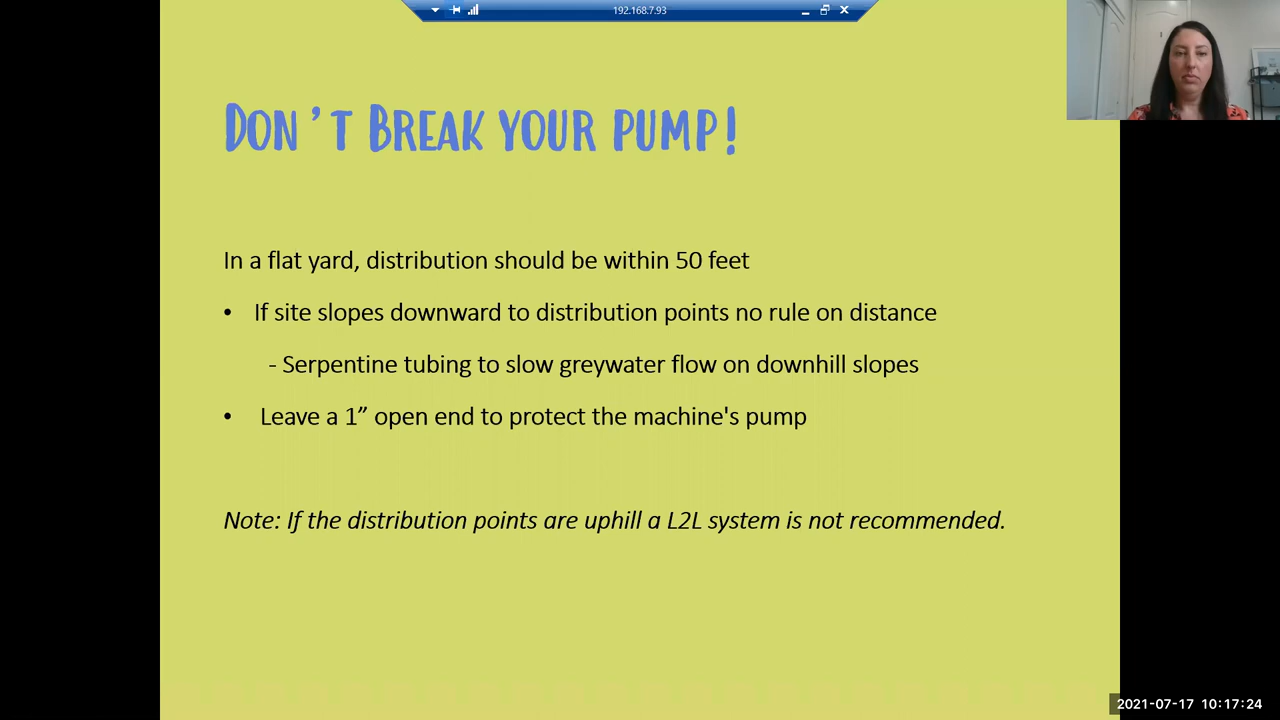 192.168.7.93
Don't Break your pump!
In a flat yard, distribution should be within 50 feet
• If site slopes downward to distribution points no rule on distance
- Serpentine tubing to slow greywater flow on downhill slopes
• Leave a 1” open end to protect the machine's pump
Note: If the distribution points are uphill a L2L system is not recommended.
2021-07-17 10:17:24